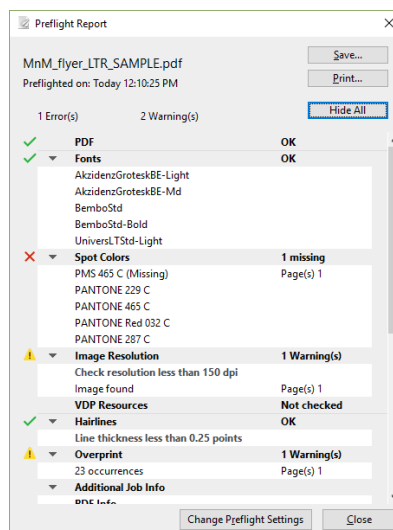 Preflight Report
MnM_flyer_LTR_SAMPLE.pdf
Save...
Preflighted on: Today 12:10:25 PM
Print...
1 Error(s) 2 Warning(s)
Hide All
PDF OK
Fonts OK
AkzidenzGroteskBE-Light
AkzidenzGroteskBE-Md
BemboStd
BemboStd-Bold
UniversLTStd-Light
Spot Colors 1 missing
PMS 465 C (Missing) Page(s) 1
PANTONE 229 C
PANTONE 465 C
PANTONE Red 032 C
PANTONE 287 C
Image Resolution 1 Warning(s)
Check resolution less than 150 dpi
Image found Page(s) 1
VDP Resources Not checked
Hairlines OK
Line thickness less than 0.25 points
Overprint 1 Warning(s)
23 occurrences Page(s) 1
Additional Job Info
PDF Info
Change Preflight Settings Close